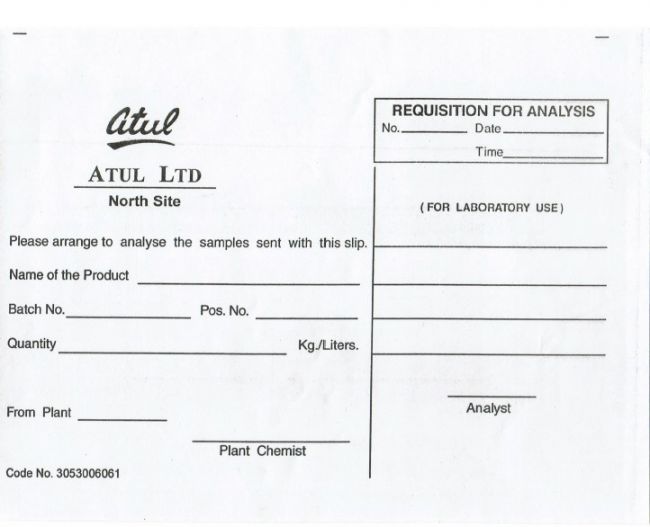 atul
ATUL LTD
North Site
REQUISITION FOR ANALYSIS
No. Date
Time
(FOR LABORATORY USE)
Please arrange to analyse the samples sent with this slip.
Name of the Product
Batch No. Pos. No.
Quantity Kg./Liters.
From Plant
Plant Chemist
Analyst
Code No. 3053006061